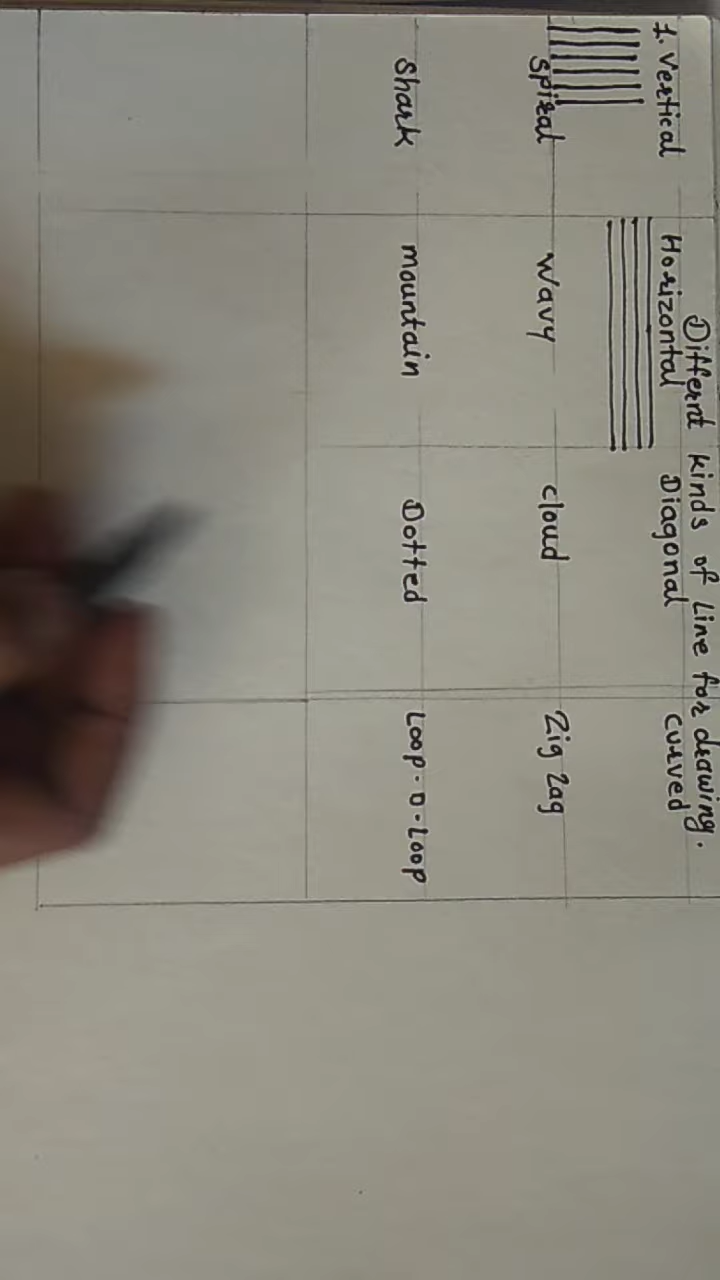 Differnt kinds of Line for drawing.
1. Vertical Horizontal Diagonal curved
Spiral wavy cloud Zig Zag
Shark mountain Dotted Loop-O-Loop